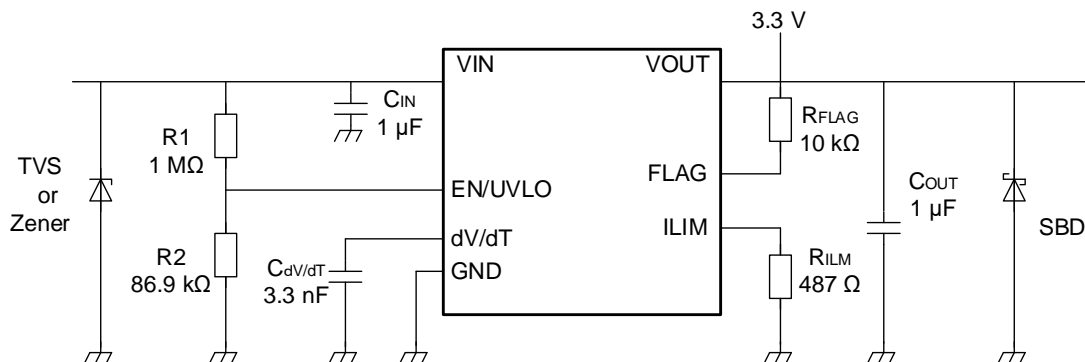 3.3 V
VIN
VOUT
CIN
1 µF
R1
1 MΩ
RFLAG
10 kΩ
TVS
or
Zener
EN/UVLO
FLAG
COUT
1 µF
ILIM
SBD
R2
86.9 kΩ
dV/dT
GND
CdV/dT
3.3 nF
RILM
487 Ω